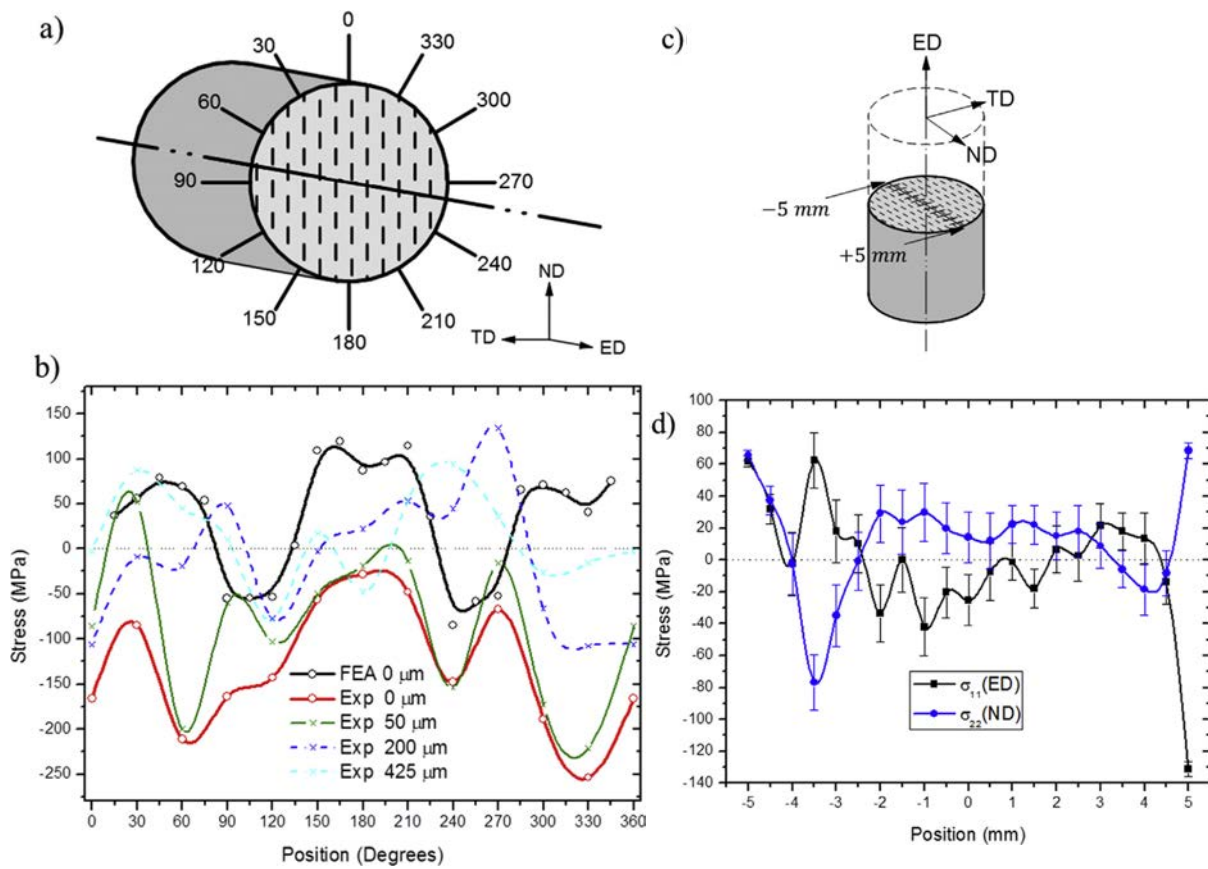 a)
0
30
330
60
300
90
270
120
240
150
210
180
ND
TD
ED
c)
ED
TD
ND
−5 mm
+5 mm
b)
Stress (MPa)
150
100
50
0
-50
-100
-150
-200
-250
FEA 0 μm
Exp 0 μm
Exp 50 μm
Exp 200 μm
Exp 425 μm
0 30 60 90 120 150 180 210 240 270 300 330 360
Position (Degrees)
d)
Stress (MPa)
100
80
60
40
20
0
-20
-40
-60
-80
-100
-120
-140
σ11(ED)
σ22(ND)
-5 -4 -3 -2 -1 0 1 2 3 4 5
Position (mm)